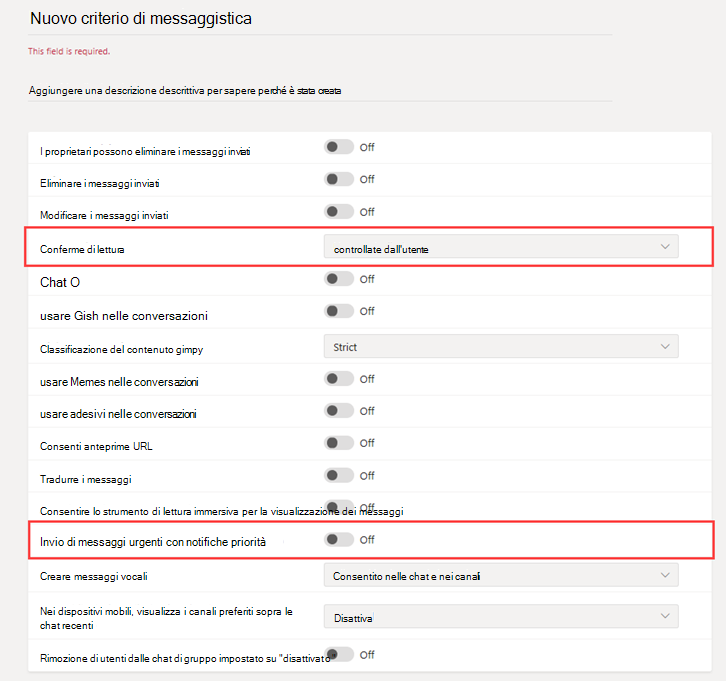 Nuovo criterio di messaggistica
This field is required.
Aggiungere una descrizione descrittiva per sapere perché è stata creata
I proprietari possono eliminare i messaggi inviati Off
Eliminare i messaggi inviati Off
Modificare i messaggi inviati Off
Conferme di lettura controllate dall'utente
Chat O Off
usare Gish nelle conversazioni Off
Classificazione del contenuto gimpy Strict
usare Memes nelle conversazioni Off
usare adesivi nelle conversazioni Off
Consenti anteprime URL Off
Tradurre i messaggi Off
Consentire lo strumento di lettura immersiva per la visualizzazione dei messaggi Off
Invio di messaggi urgenti con notifiche priorità Off
Creare messaggi vocali Consentito nelle chat e nei canali
Nei dispositivi mobili, visualizza i canali preferiti sopra le
chat recenti Disattiva
Rimozione di utenti dalle chat di gruppo impostato su "disattivato" Off